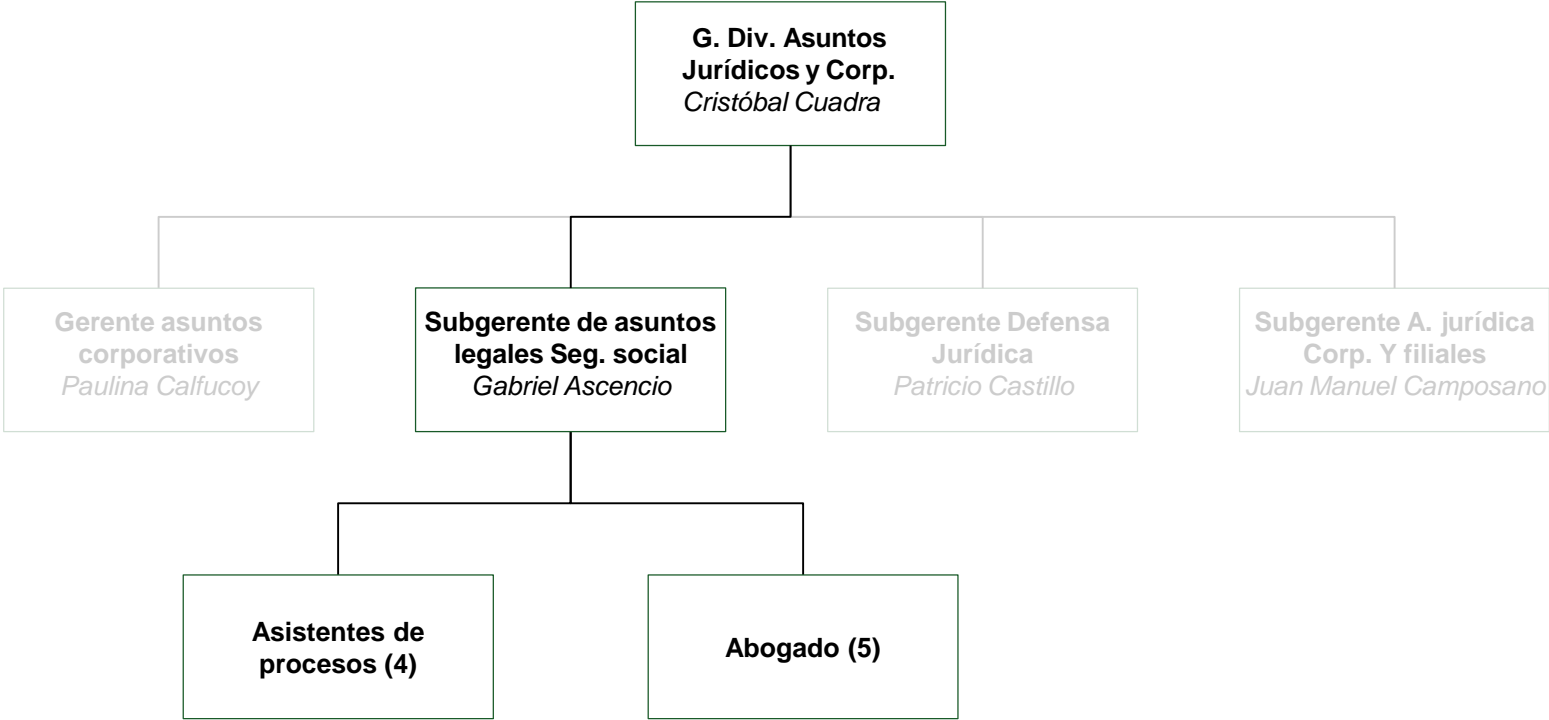 G. Div. Asuntos
Jurídicos y Corp.
Cristóbal Cuadra
Gerente asuntos
corporativos
Paulina Calfucoy
Subgerente de asuntos
legales Seg. social
Gabriel Ascencio
Subgerente Defensa
Jurídica
Patricio Castillo
Subgerente A. jurídica
Corp. Y filiales
Juan Manuel Camposano
Asistentes de
procesos (4)
Abogado (5)